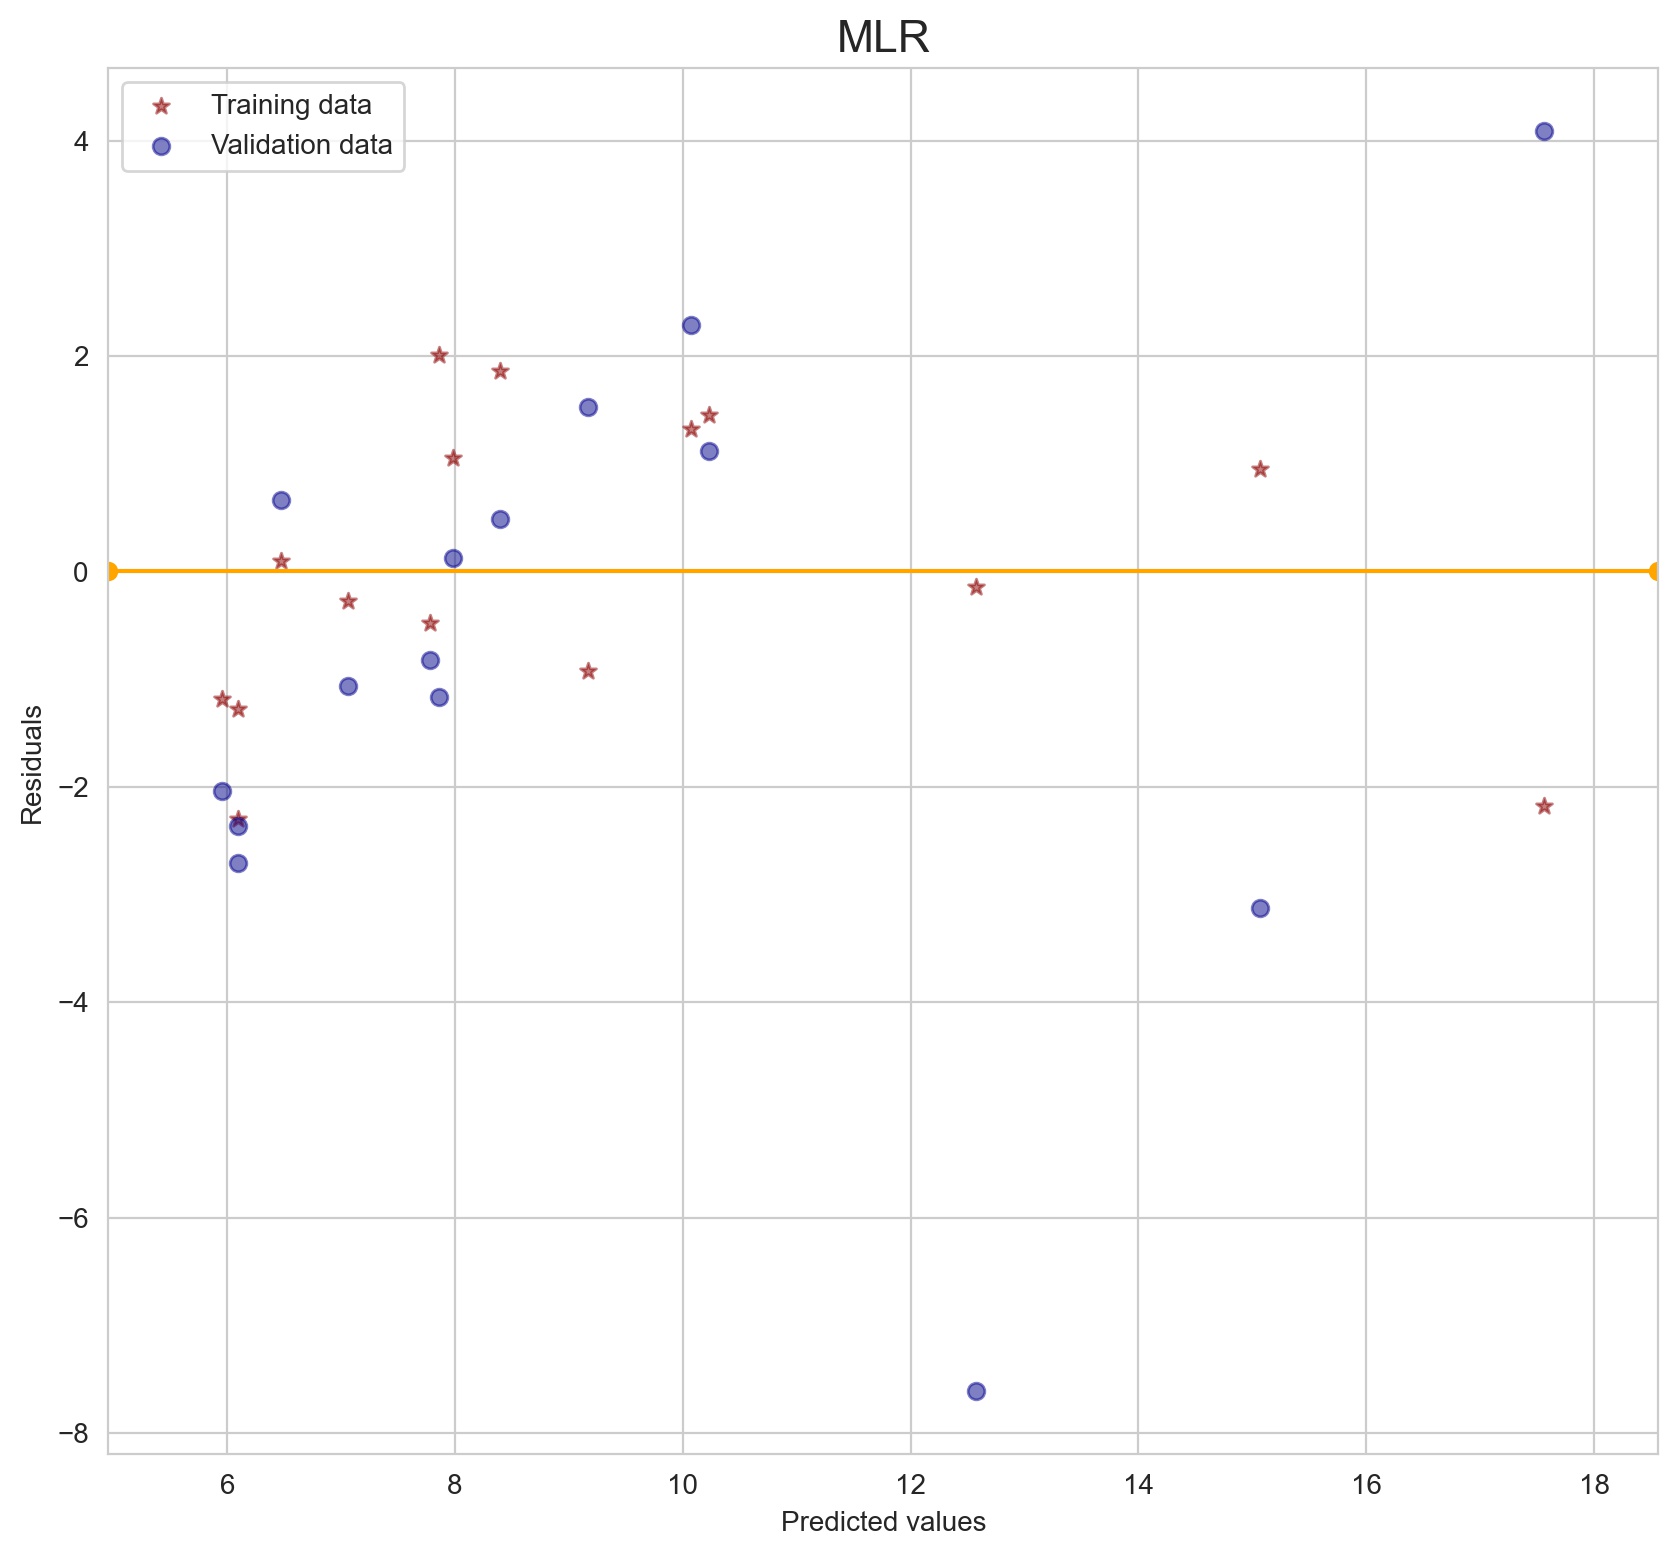 MLR
Training data
Validation data
4
2
0
−2
−4
−6
−8
Residuals
6 8 10 12 14 16 18
Predicted values